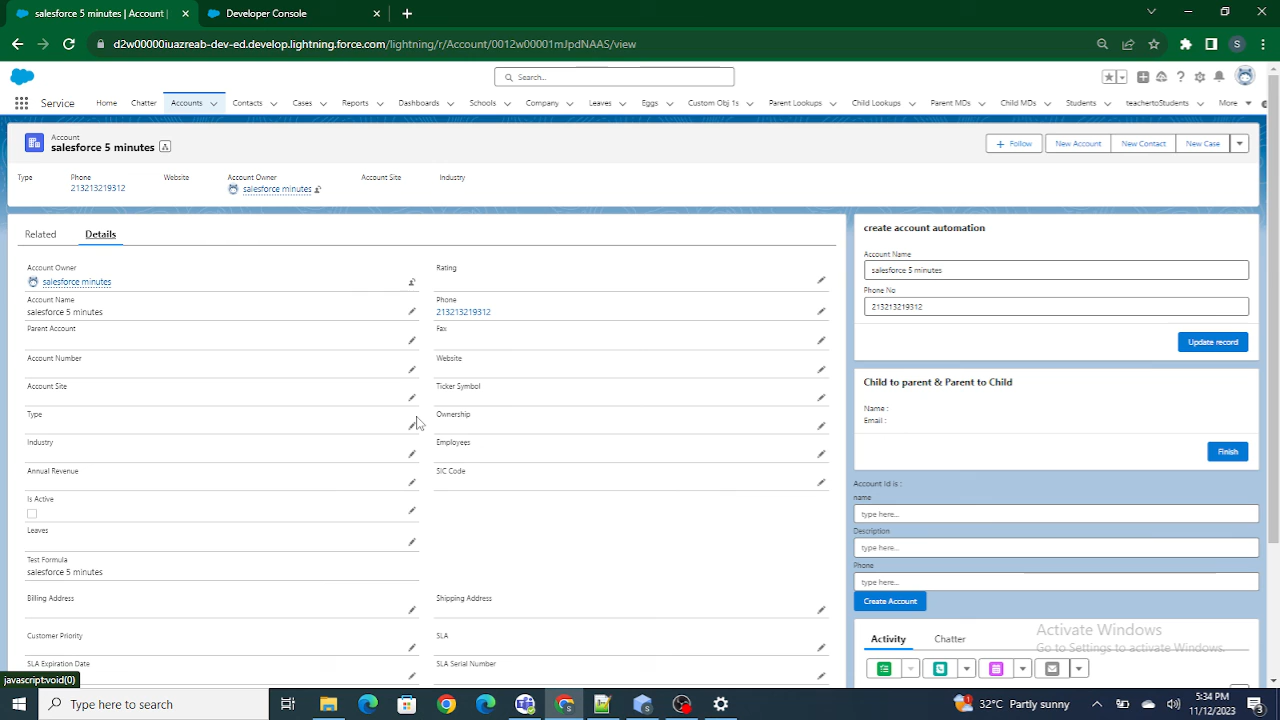 salesforce 5 minutes | Account |
Developer Console
d2w00000iuazreab-dev-ed.develop.lightning.force.com/lightning/r/Account/0012w00001mJpdNAAS/view
S
Search...
Service
Home
Chatter
Accounts
Contacts
Cases
Reports
Dashboards
Schools
Company
Leaves
Eggs
Custom Obj 1s
Parent Lookups
Child Lookups
Parent MDs
Child MDs
Students
teachertoStudents
More
Account
salesforce 5 minutes
Follow
New Account
New Contact
New Case
Type
Phone
Website
Account Owner
Account Site
Industry
213213219312
salesforce minutes
Related
Details
Account Owner
salesforce minutes
Rating
Account Name
salesforce 5 minutes
Phone
213213219312
Parent Account
Fax
Account Number
Website
Account Site
Ticker Symbol
Type
Ownership
Industry
Employees
Annual Revenue
SIC Code
Is Active
Leaves
Test Formula
salesforce 5 minutes
Billing Address
Shipping Address
Customer Priority
SLA
SLA Expiration Date
SLA Serial Number
create account automation
Account Name
salesforce 5 minutes
Phone No
213213219312
Update record
Child to parent & Parent to Child
Name :
Email :
Finish
Account Id is :
name
type here...
Description
type here...
Phone
type here...
Create Account
Activity
Chatter
Activate Windows
Go to Settings to activate Windows.
javascript:void(0)
Type here to search
1
32°C Partly sunny
5:34 PM
11/12/2023